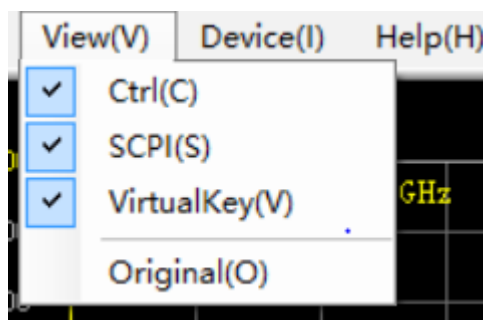 View(V) Device(I) Help(H)
Ctrl(C)
SCPI(S)
VirtualKey(V)
GHz
Original(O)